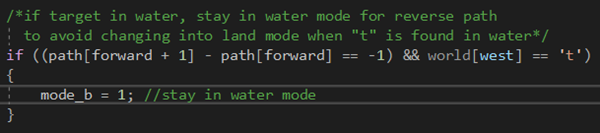 /*if target in water, stay in water mode for reverse path
to avoid changing into land mode when "t" is found in water*/
if ((path[forward + 1] - path[forward] == -1) && world[west] == 't')
{
mode_b = 1; //stay in water mode
}